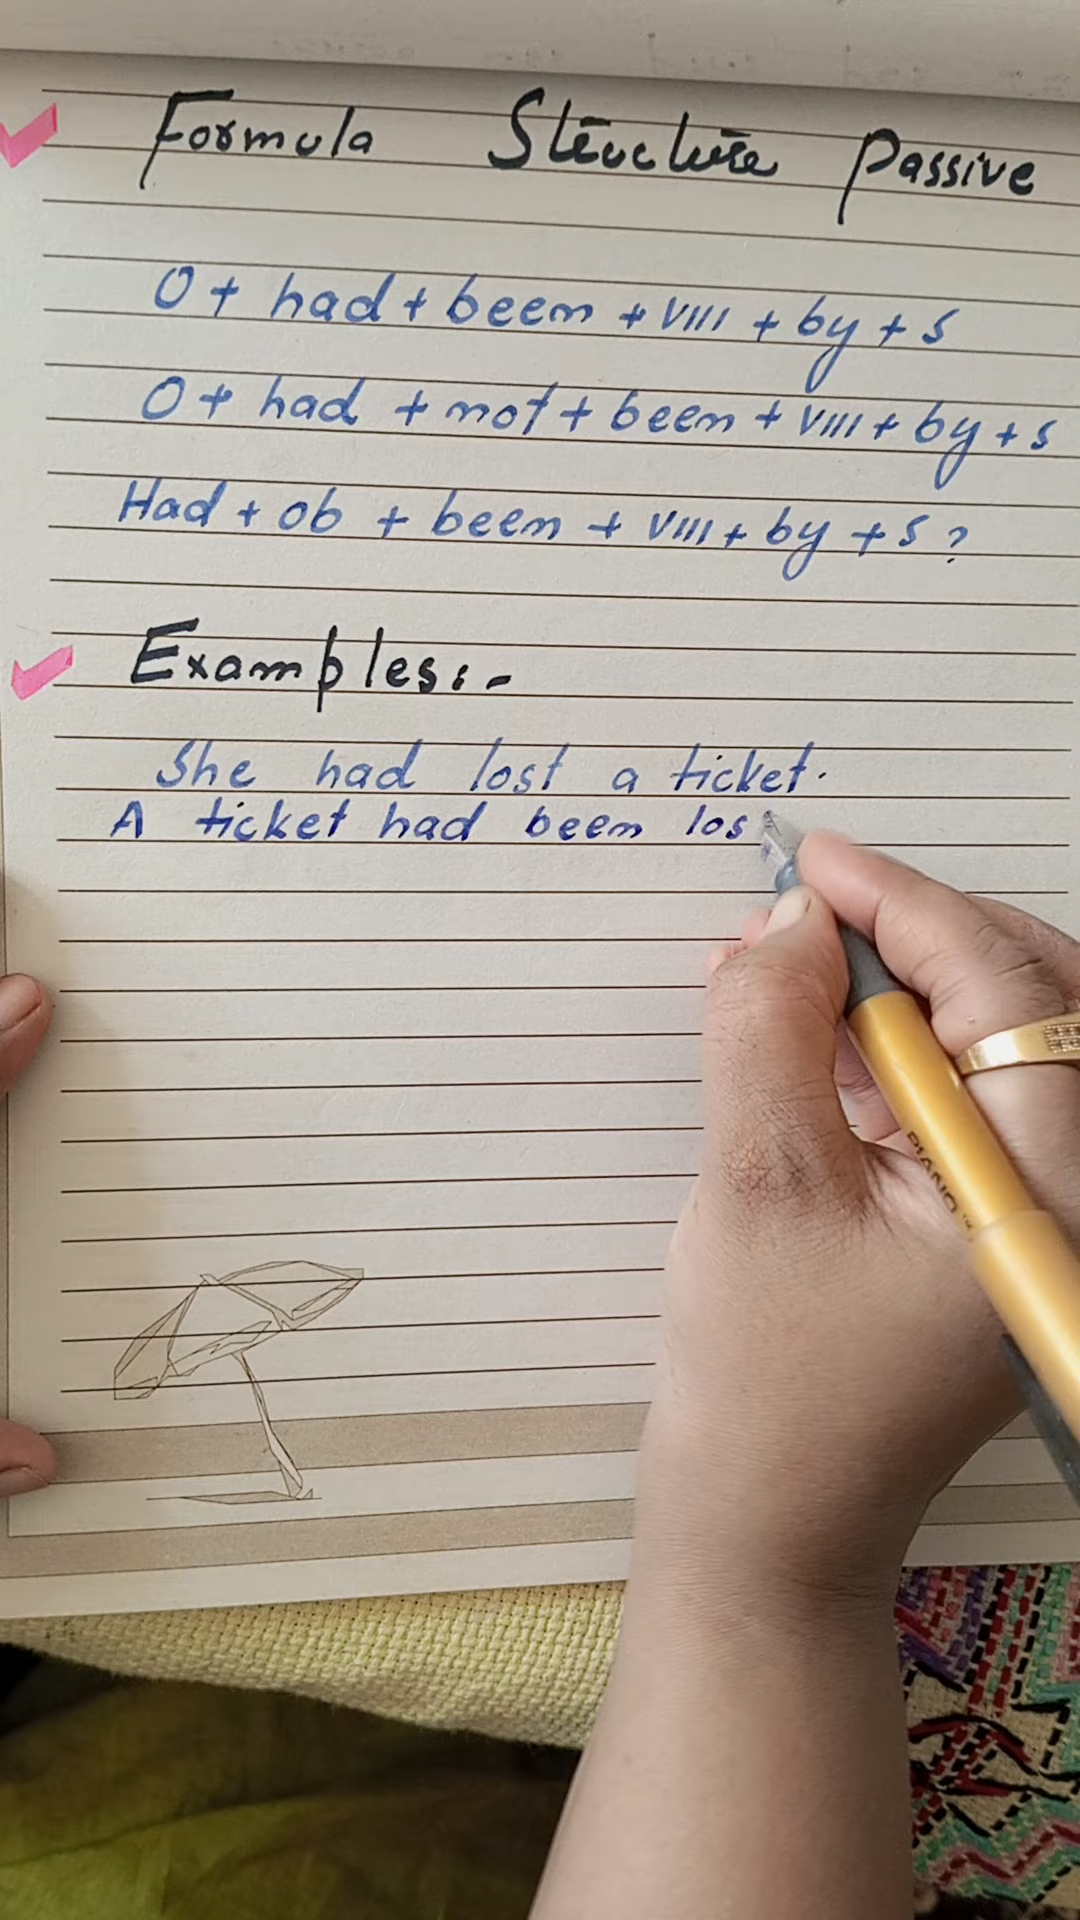 Formula Structure Passive
O + had + been + VIII + by + S
O + had + not + been + VIII + by + S
Had + ob + been + VIII + by + S ?
Examples:-
She had lost a ticket.
A ticket had been los
PIANO™